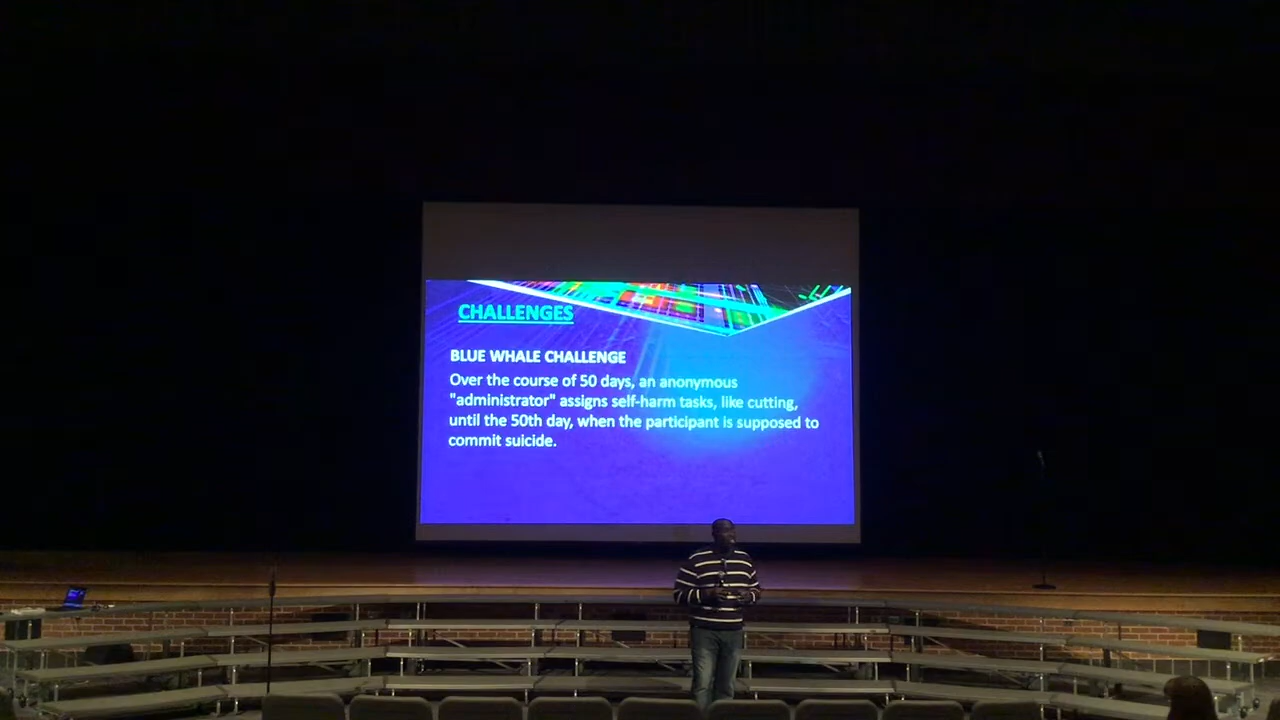 CHALLENGES
BLUE WHALE CHALLENGE
Over the course of 50 days, an anonymous
"administrator" assigns self-harm tasks, like cutting,
until the 50th day, when the participant is supposed to
commit suicide.